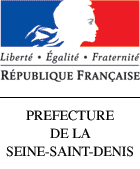 Liberté • Égalité • Fraternité
RÉPUBLIQUE FRANÇAISE
PREFECTURE
DE LA
SEINE-SAINT-DENIS